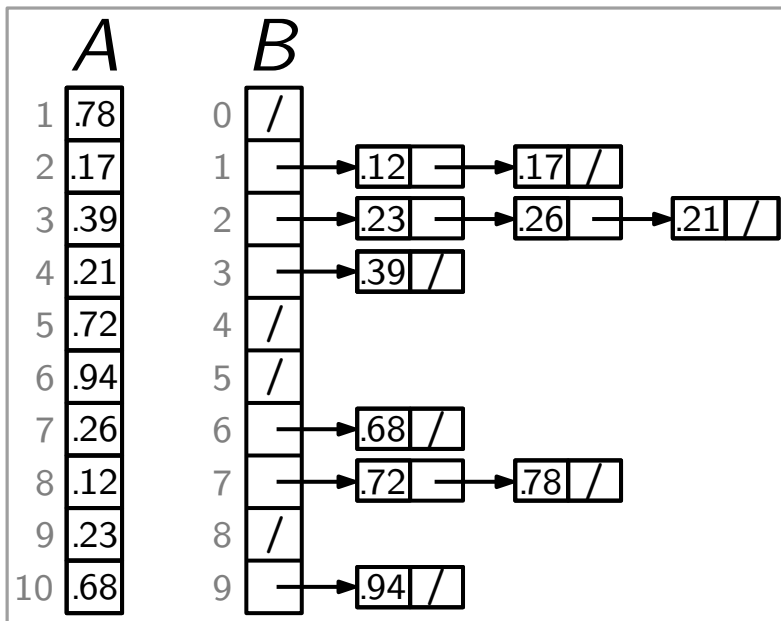 A B
1 .78 0 /
2 .17 1 .12 .17 /
3 .39 2 .23 .26 .21 /
4 .21 3 .39 /
5 .72 4 /
6 .94 5 /
7 .26 6 .68 /
8 .12 7 .72 .78 /
9 .23 8 /
10 .68 9 .94 /